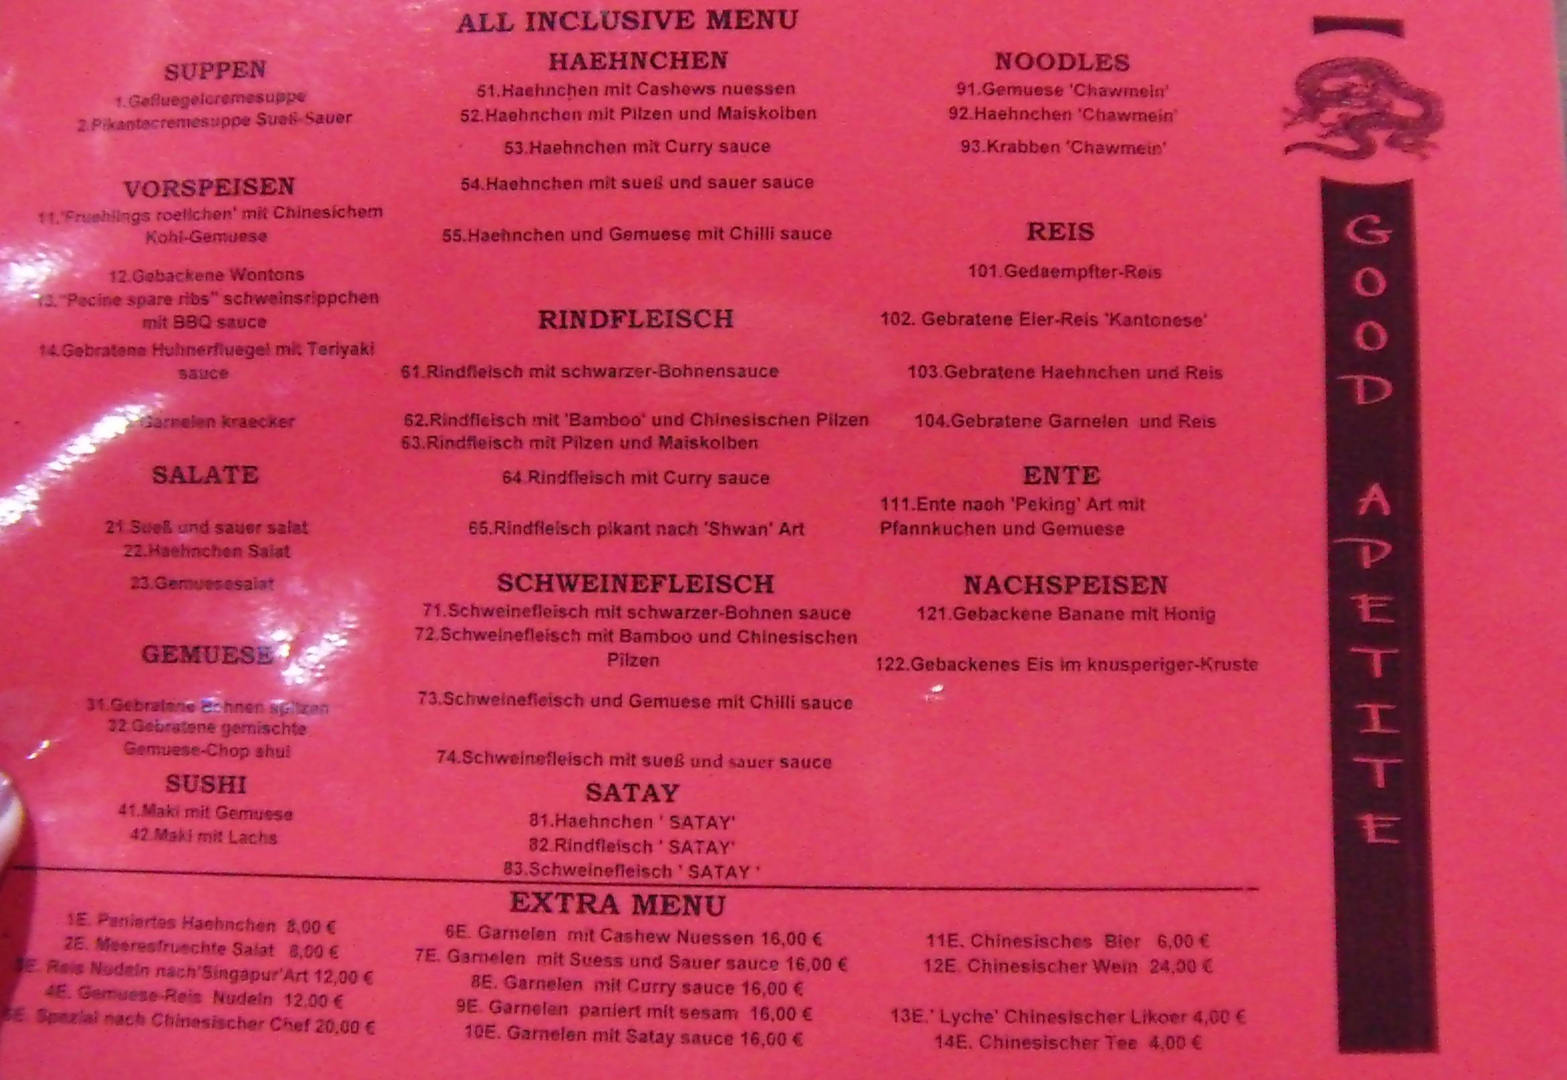 ALL INCLUSIVE MENU
SUPPEN
1.Gefluegelcremesuppe
2.Pikantecremesuppe Sueß-Sauer
VORSPEISEN
11.'Fruehlings roellchen' mit Chinesichem
Kohl-Gemuese
12.Gebackene Wontons
13."Pecine spare ribs" schweinsrippchen
mit BBQ sauce
14.Gebratene Huhnerfluegel mit Teriyaki
sauce
Garnelen kraecker
SALATE
21.Sueß und sauer salat
22.Haehnchen Salat
23.Gemuesesalat
GEMUESE
31.Gebratene Bohnen spitzen
32.Gebratene gemischte
Gemuese-Chop shui
SUSHI
41.Maki mit Gemuese
42.Maki mit Lachs
HAEHNCHEN
51.Haehnchen mit Cashews nuessen
52.Haehnchen mit Pilzen und Maiskolben
53.Haehnchen mit Curry sauce
54.Haehnchen mit sueß und sauer sauce
55.Haehnchen und Gemuese mit Chilli sauce
RINDFLEISCH
61.Rindfleisch mit schwarzer-Bohnensauce
62.Rindfleisch mit 'Bamboo' und Chinesischen Pilzen
63.Rindfleisch mit Pilzen und Maiskolben
64.Rindfleisch mit Curry sauce
65.Rindfleisch pikant nach 'Shwan' Art
SCHWEINEFLEISCH
71.Schweinefleisch mit schwarzer-Bohnen sauce
72.Schweinefleisch mit Bamboo und Chinesischen
Pilzen
73.Schweinefleisch und Gemuese mit Chilli sauce
74.Schweinefleisch mit sueß und sauer sauce
SATAY
81.Haehnchen ' SATAY'
82.Rindfleisch ' SATAY'
83.Schweinefleisch ' SATAY '
NOODLES
91.Gemuese 'Chawmein'
92.Haehnchen 'Chawmein'
93.Krabben 'Chawmein'
REIS
101.Gedaempfter-Reis
102. Gebratene Eier-Reis 'Kantonese'
103.Gebratene Haehnchen und Reis
104.Gebratene Garnelen und Reis
ENTE
111.Ente nach 'Peking' Art mit
Pfannkuchen und Gemuese
NACHSPEISEN
121.Gebackene Banane mit Honig
122.Gebackenes Eis im knusperiger-Kruste
EXTRA MENU
1E. Paniertes Haehnchen 8,00 €
2E. Meeresfruechte Salat 8,00 €
3E. Reis Nudeln nach'Singapur'Art 12,00 €
4E. Gemuese-Reis Nudeln 12,00 €
5E. Spezial nach Chinesischer Chef 20,00 €
6E. Garnelen mit Cashew Nuessen 16,00 €
7E. Garnelen mit Suess und Sauer sauce 16,00 €
8E. Garnelen mit Curry sauce 16,00 €
9E. Garnelen paniert mit sesam 16,00 €
10E. Garnelen mit Satay sauce 16,00 €
11E. Chinesisches Bier 6,00 €
12E. Chinesischer Wein 24,00 €
13E.' Lyche' Chinesischer Likoer 4,00 €
14E. Chinesischer Tee 4,00 €
GOOD APETITE